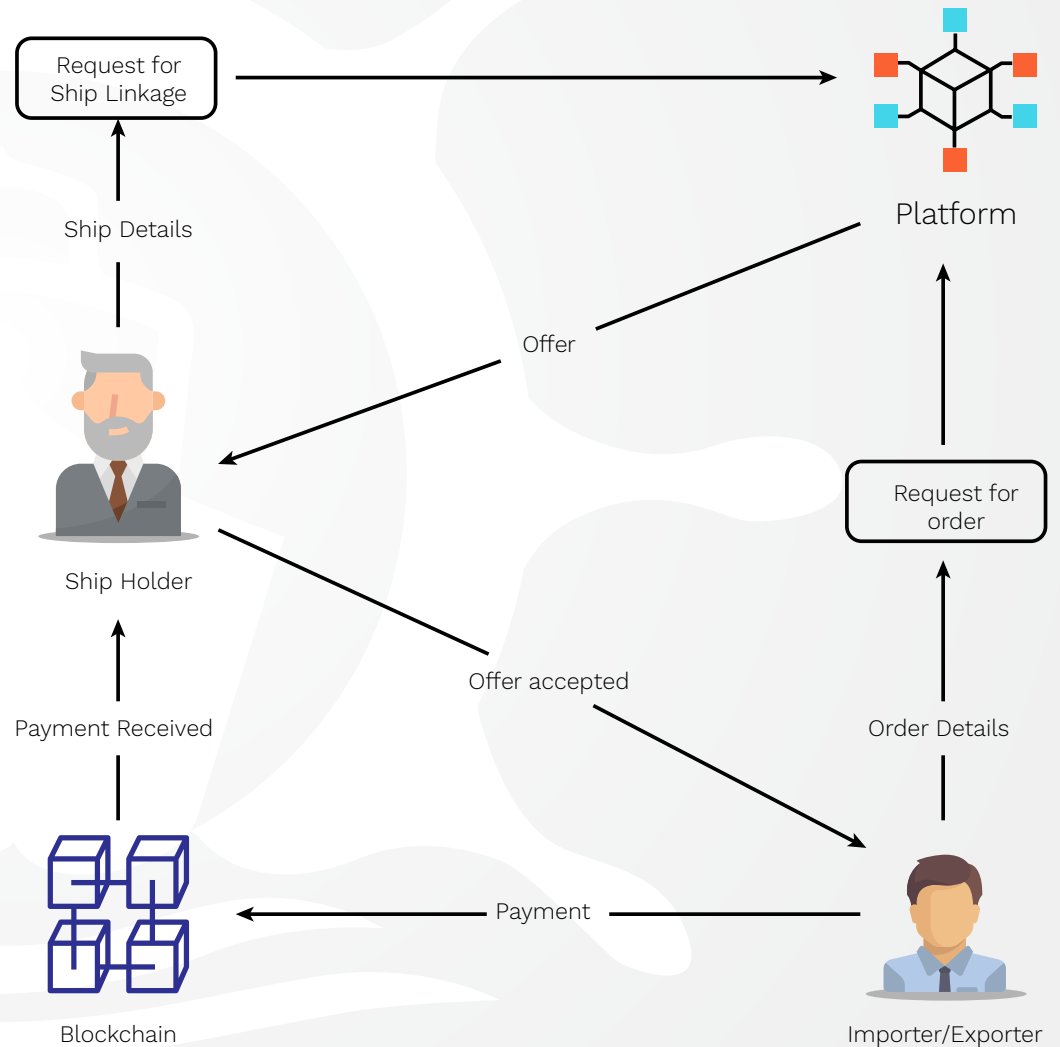 Request for
Ship Linkage
Platform
Ship Details
Offer
Request for
order
Ship Holder
Offer accepted
Payment Received
Order Details
Payment
Blockchain
Importer/Exporter